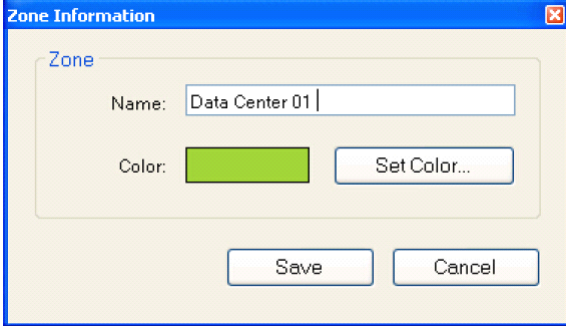 Zone Information
Zone
Name: Data Center 01
Color: Set Color...
Save Cancel